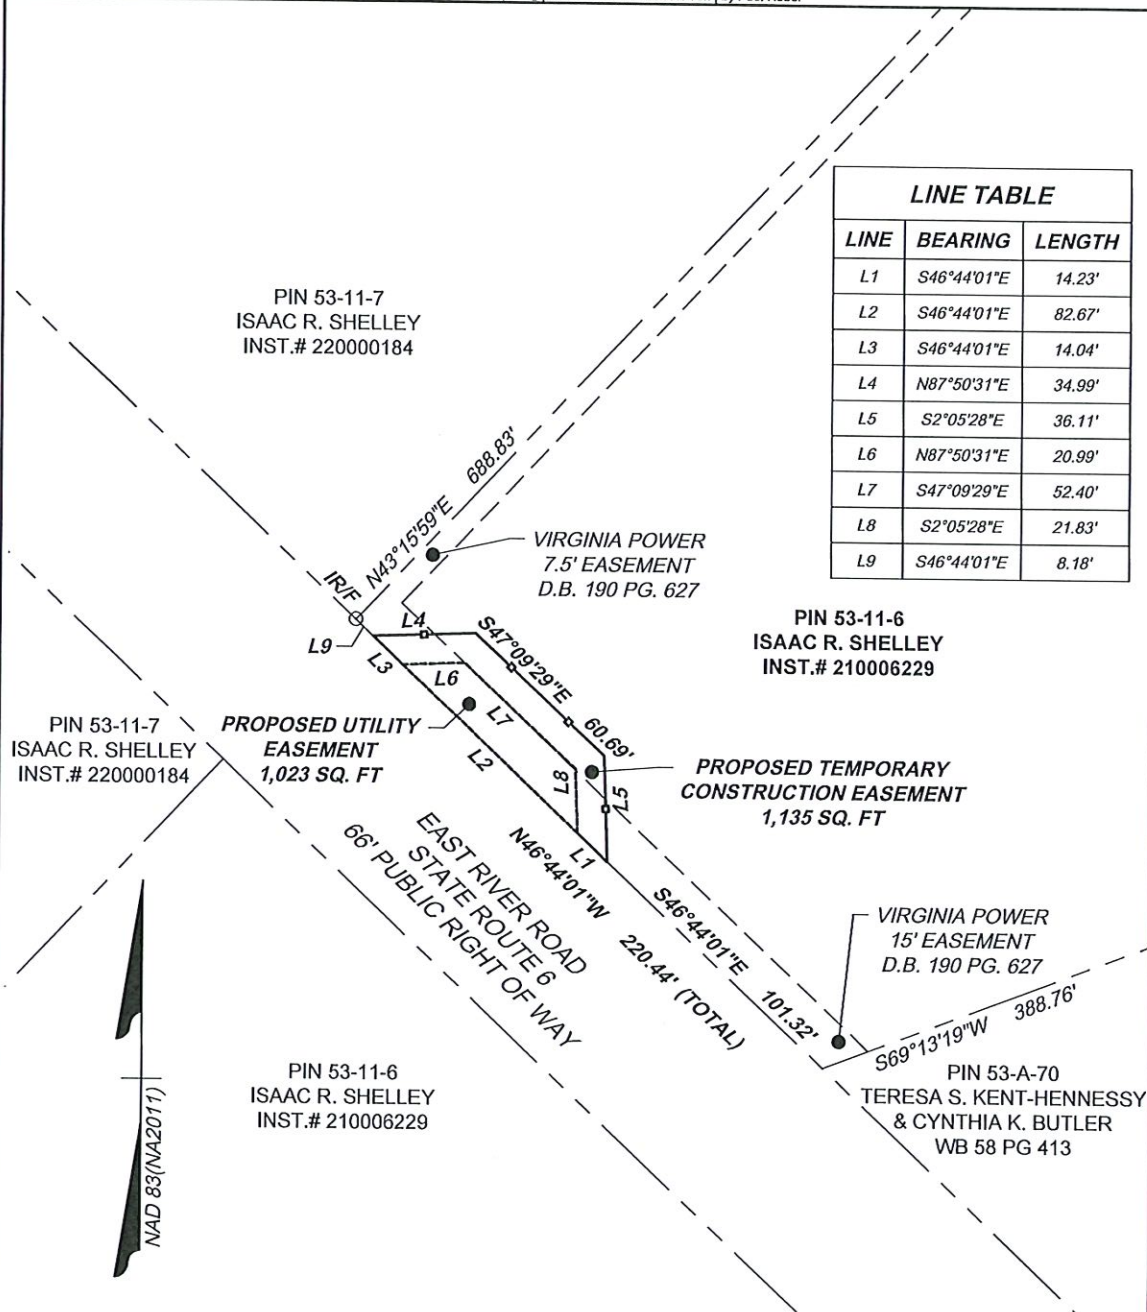 LINE TABLE
LINE BEARING LENGTH
L1 S46°44'01"E 14.23'
L2 S46°44'01"E 82.67'
L3 S46°44'01"E 14.04'
L4 N87°50'31"E 34.99'
L5 S2°05'28"E 36.11'
L6 N87°50'31"E 20.99'
L7 S47°09'29"E 52.40'
L8 S2°05'28"E 21.83'
L9 S46°44'01"E 8.18'
PIN 53-11-7
ISAAC R. SHELLEY
INST.# 220000184
N43°15'59"E 688.83'
VIRGINIA POWER
7.5' EASEMENT
D.B. 190 PG. 627
IR/F
L9
L4
S47°09'29"E 60.69'
PIN 53-11-6
ISAAC R. SHELLEY
INST.# 210006229
L3
L6
L7
L2
L8
L5
L1
PIN 53-11-7
ISAAC R. SHELLEY
INST.# 220000184
PROPOSED UTILITY
EASEMENT
1,023 SQ. FT
PROPOSED TEMPORARY
CONSTRUCTION EASEMENT
1,135 SQ. FT
EAST RIVER ROAD
STATE ROUTE 6
66' PUBLIC RIGHT OF WAY
N46°44'01"W 220.44' (TOTAL)
S46°44'01"E 101.32'
VIRGINIA POWER
15' EASEMENT
D.B. 190 PG. 627
S69°13'19"W 388.76'
PIN 53-A-70
TERESA S. KENT-HENNESSY
& CYNTHIA K. BUTLER
WB 58 PG 413
PIN 53-11-6
ISAAC R. SHELLEY
INST.# 210006229
NAD 83(NA2011)